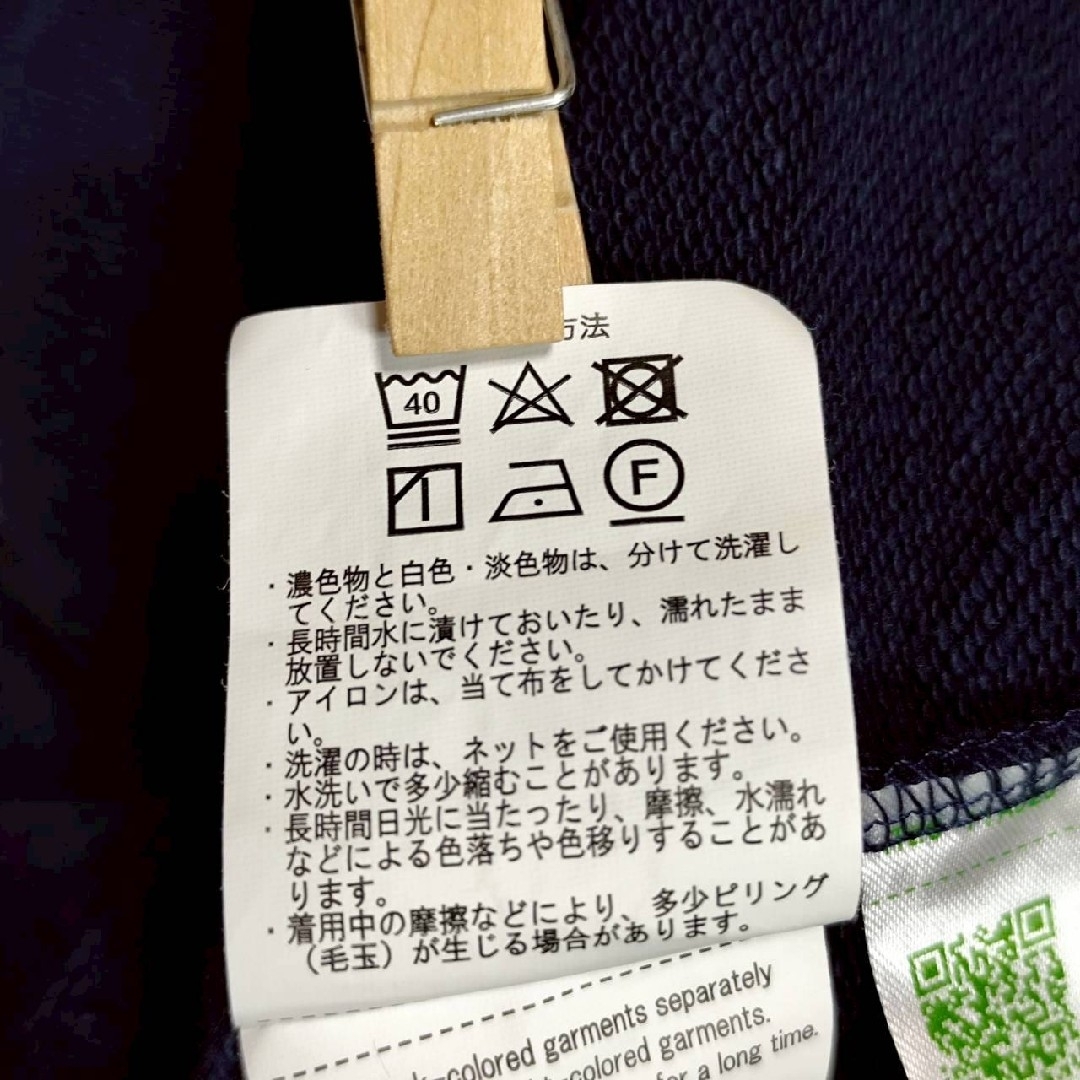 方法
40
F
・濃色物と白色・淡色物は、分けて洗濯し
てください。
・長時間水に漬けておいたり、濡れたまま
放置しないでください。
・アイロンは、当て布をしてかけてくださ
い。
・洗濯の時は、ネットをご使用ください。
・水洗いで多少縮むことがあります。
・長時間日光に当たったり、摩擦、水濡れ
などによる色落ちや色移りすることがあ
ります。
・着用中の摩擦などにより、多少ピリング
（毛玉）が生じる場合があります。
colored garments separately
colored garments.
for a long time.